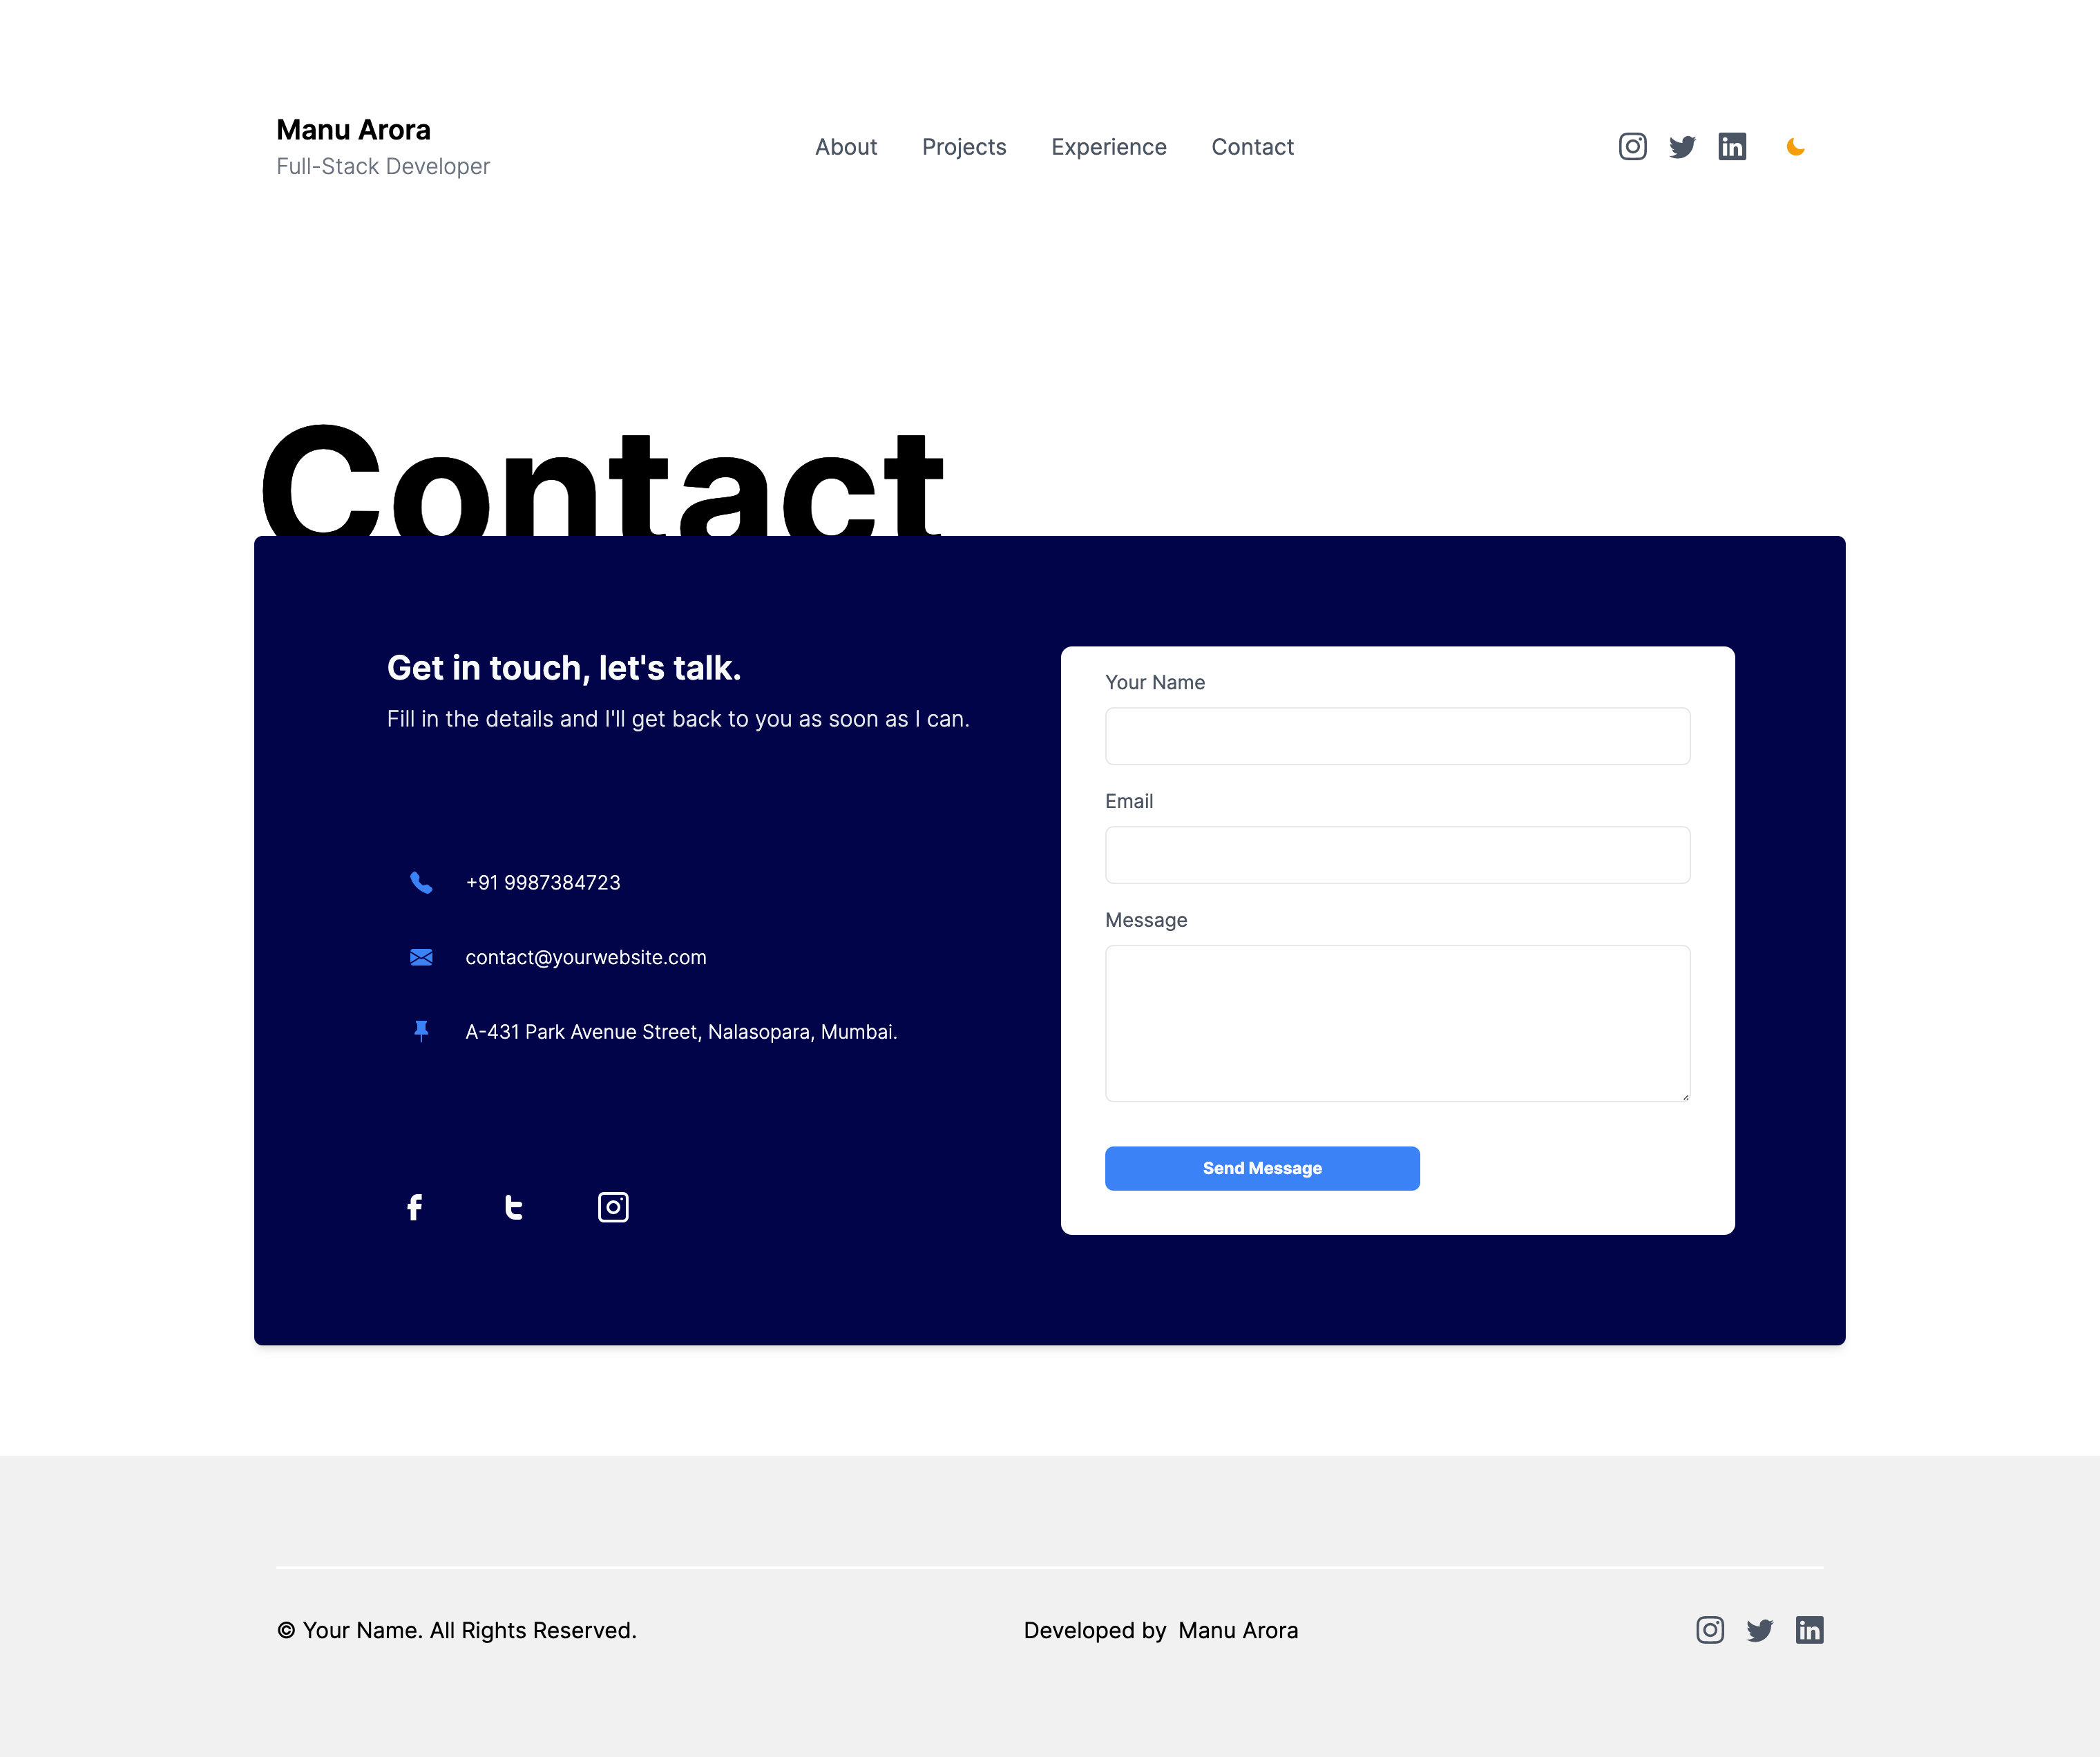 Manu Arora
Full-Stack Developer
About
Projects
Experience
Contact
Contact
Get in touch, let's talk.
Fill in the details and I'll get back to you as soon as I can.
+91 9987384723
contact@yourwebsite.com
A-431 Park Avenue Street, Nalasopara, Mumbai.
Your Name
Email
Message
Send Message
© Your Name. All Rights Reserved.
Developed by Manu Arora